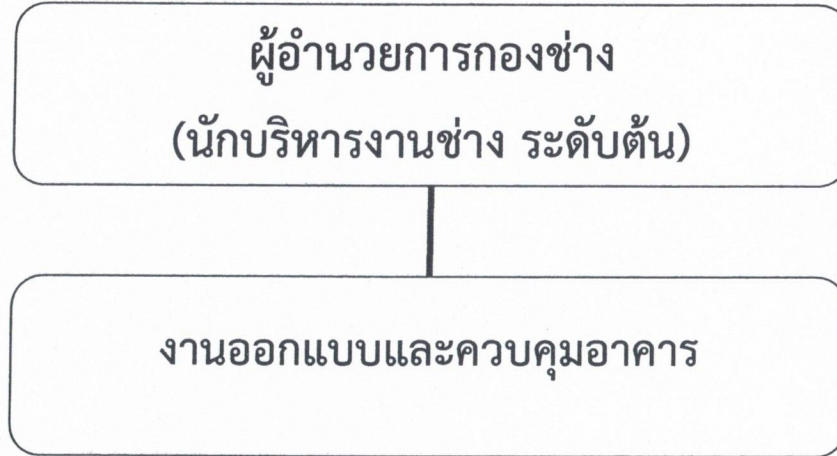 ผู้อำนวยการกองช่าง
(นักบริหารงานช่าง ระดับต้น)
งานออกแบบและควบคุมอาคาร